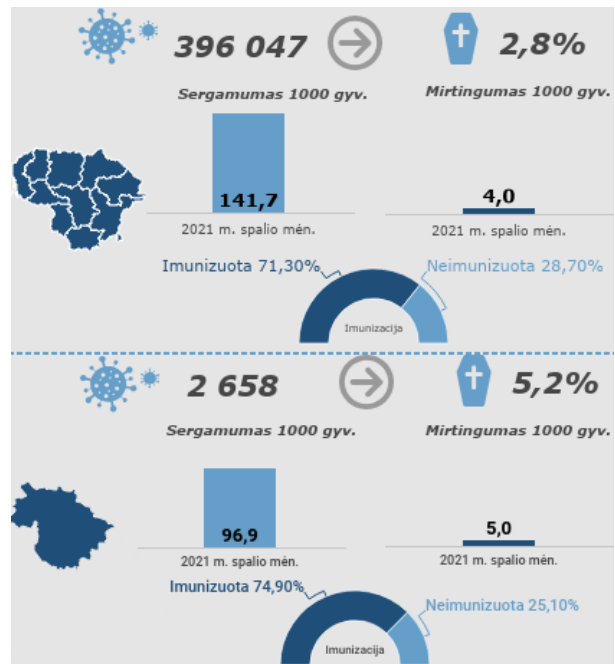 396 047
2,8%
Sergamumas 1000 gyv.
Mirtingumas 1000 gyv.
141,7
4,0
2021 m. spalio mėn.
2021 m. spalio mėn.
Imunizuota 71,30%
Neimunizuota 28,70%
Imunizacija
2 658
5,2%
Sergamumas 1000 gyv.
Mirtingumas 1000 gyv.
96,9
5,0
2021 m. spalio mėn.
2021 m. spalio mėn.
Imunizuota 74,90%
Neimunizuota 25,10%
Imunizacija